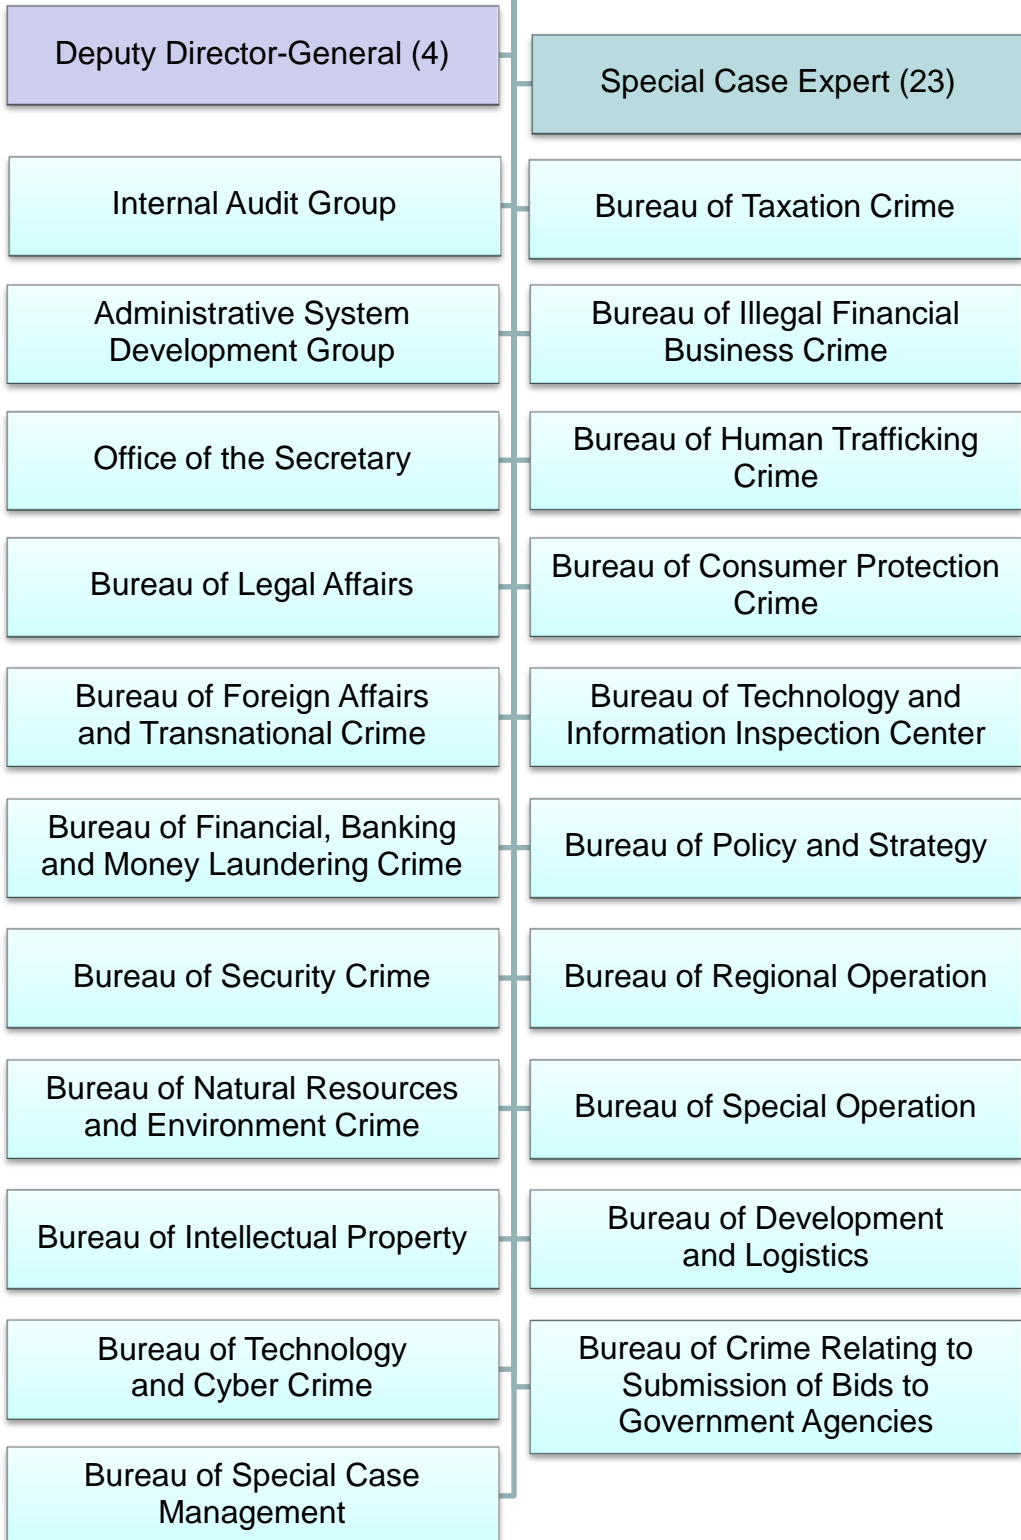 Deputy Director-General (4)
Special Case Expert (23)
Internal Audit Group
Bureau of Taxation Crime
Administrative System
Development Group
Bureau of Illegal Financial
Business Crime
Office of the Secretary
Bureau of Human Trafficking
Crime
Bureau of Legal Affairs
Bureau of Consumer Protection
Crime
Bureau of Foreign Affairs
and Transnational Crime
Bureau of Technology and
Information Inspection Center
Bureau of Financial, Banking
and Money Laundering Crime
Bureau of Policy and Strategy
Bureau of Security Crime
Bureau of Regional Operation
Bureau of Natural Resources
and Environment Crime
Bureau of Special Operation
Bureau of Intellectual Property
Bureau of Development
and Logistics
Bureau of Technology
and Cyber Crime
Bureau of Crime Relating to
Submission of Bids to
Government Agencies
Bureau of Special Case
Management